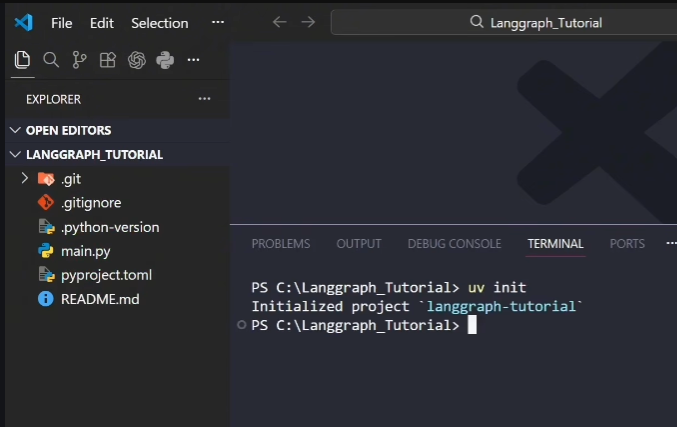 File Edit Selection ···
Langgraph_Tutorial
EXPLORER ···
OPEN EDITORS
LANGGRAPH_TUTORIAL
.git
.gitignore
.python-version
main.py
pyproject.toml
README.md
PROBLEMS OUTPUT DEBUG CONSOLE TERMINAL PORTS ···
PS C:\Langgraph_Tutorial> uv init
Initialized project `langgraph-tutorial`
PS C:\Langgraph_Tutorial>